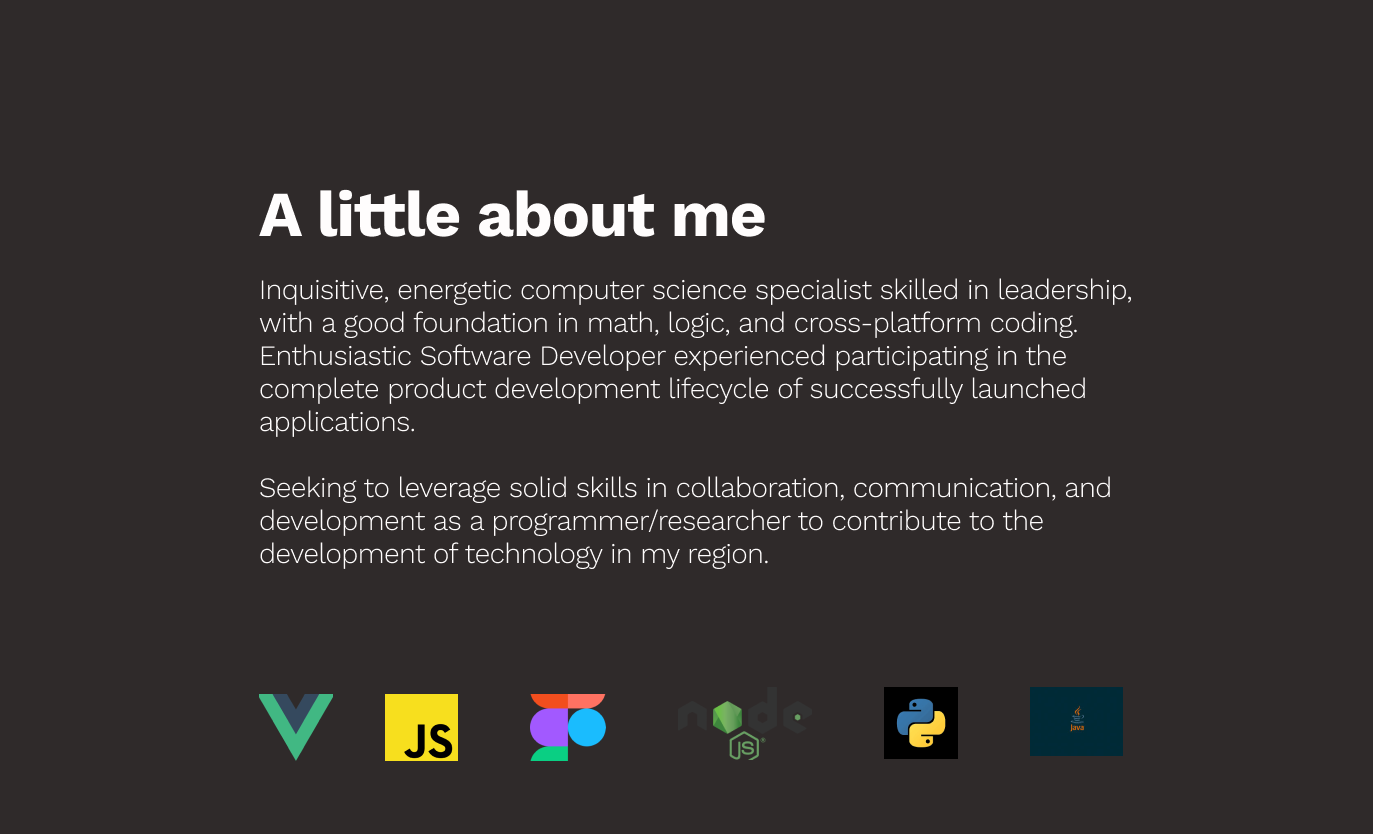 A little about me
Inquisitive, energetic computer science specialist skilled in leadership,
with a good foundation in math, logic, and cross-platform coding.
Enthusiastic Software Developer experienced participating in the
complete product development lifecycle of successfully launched
applications.
Seeking to leverage solid skills in collaboration, communication, and
development as a programmer/researcher to contribute to the
development of technology in my region.
JS
node
JS®
Java